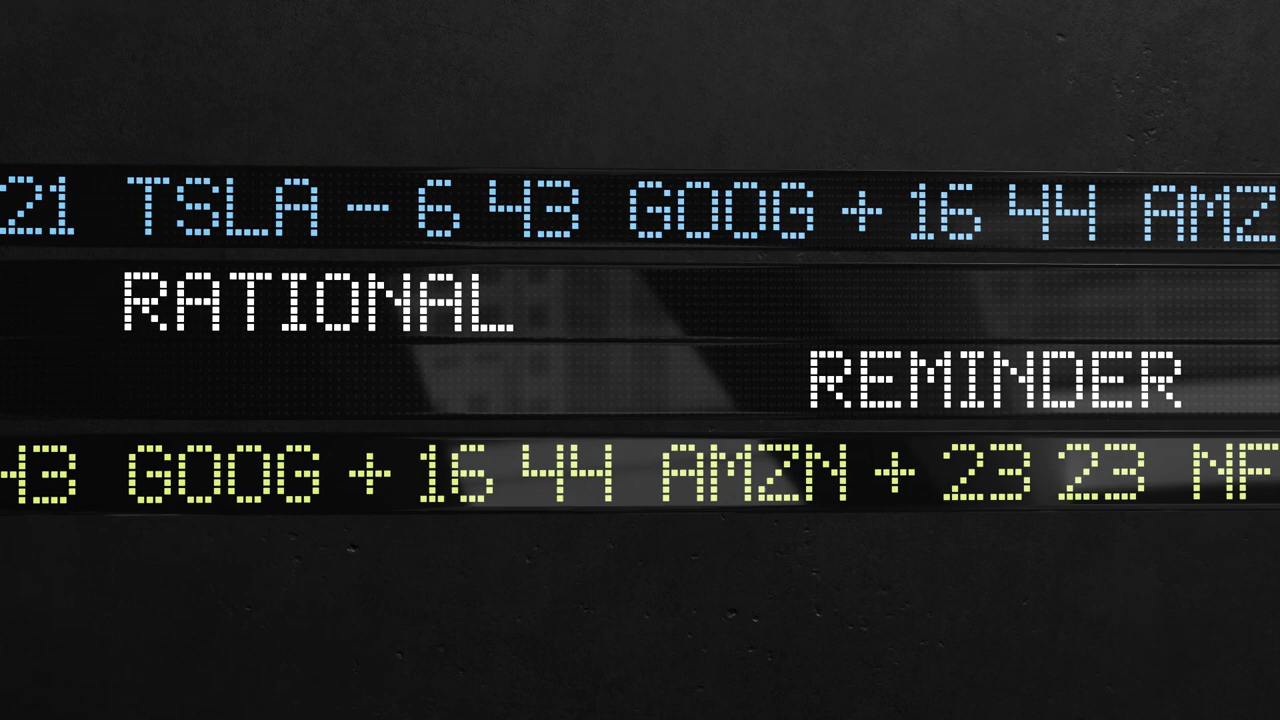 21 TSLA - 6 43 GOOG + 16 44 AMZ
RATIONAL
REMINDER
43 GOOG + 16 44 AMZN + 23 23 NF